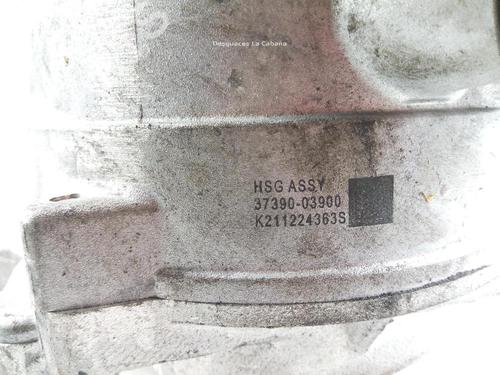 Desguaces La Cabaña
HSG ASSY
37390-03900
K211224363S